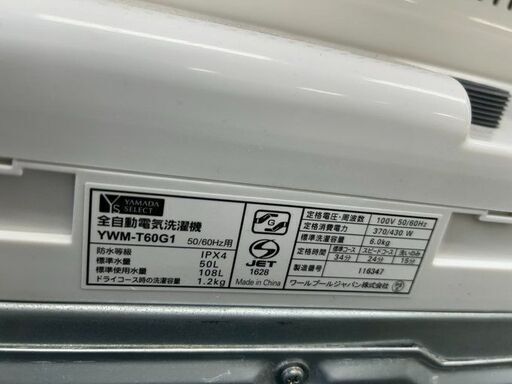 YS YAMADA SELECT
全自動電気洗濯機
YWM-T60G1 50/60Hz用
防水等級 IPX4
標準水量 50L
標準使用水量 108L
ドライコース時の洗濯容量 1.2kg
G
JET
1628
Made in China
定格電圧・周波数 100V 50/60Hz
定格消費電力 370/430 W
標準洗濯容量 6.0kg
定格時間 標準コース スピードコース 洗いのみ
34分 24分 15分
製造番号 116347
ワールプールジャパン株式会社